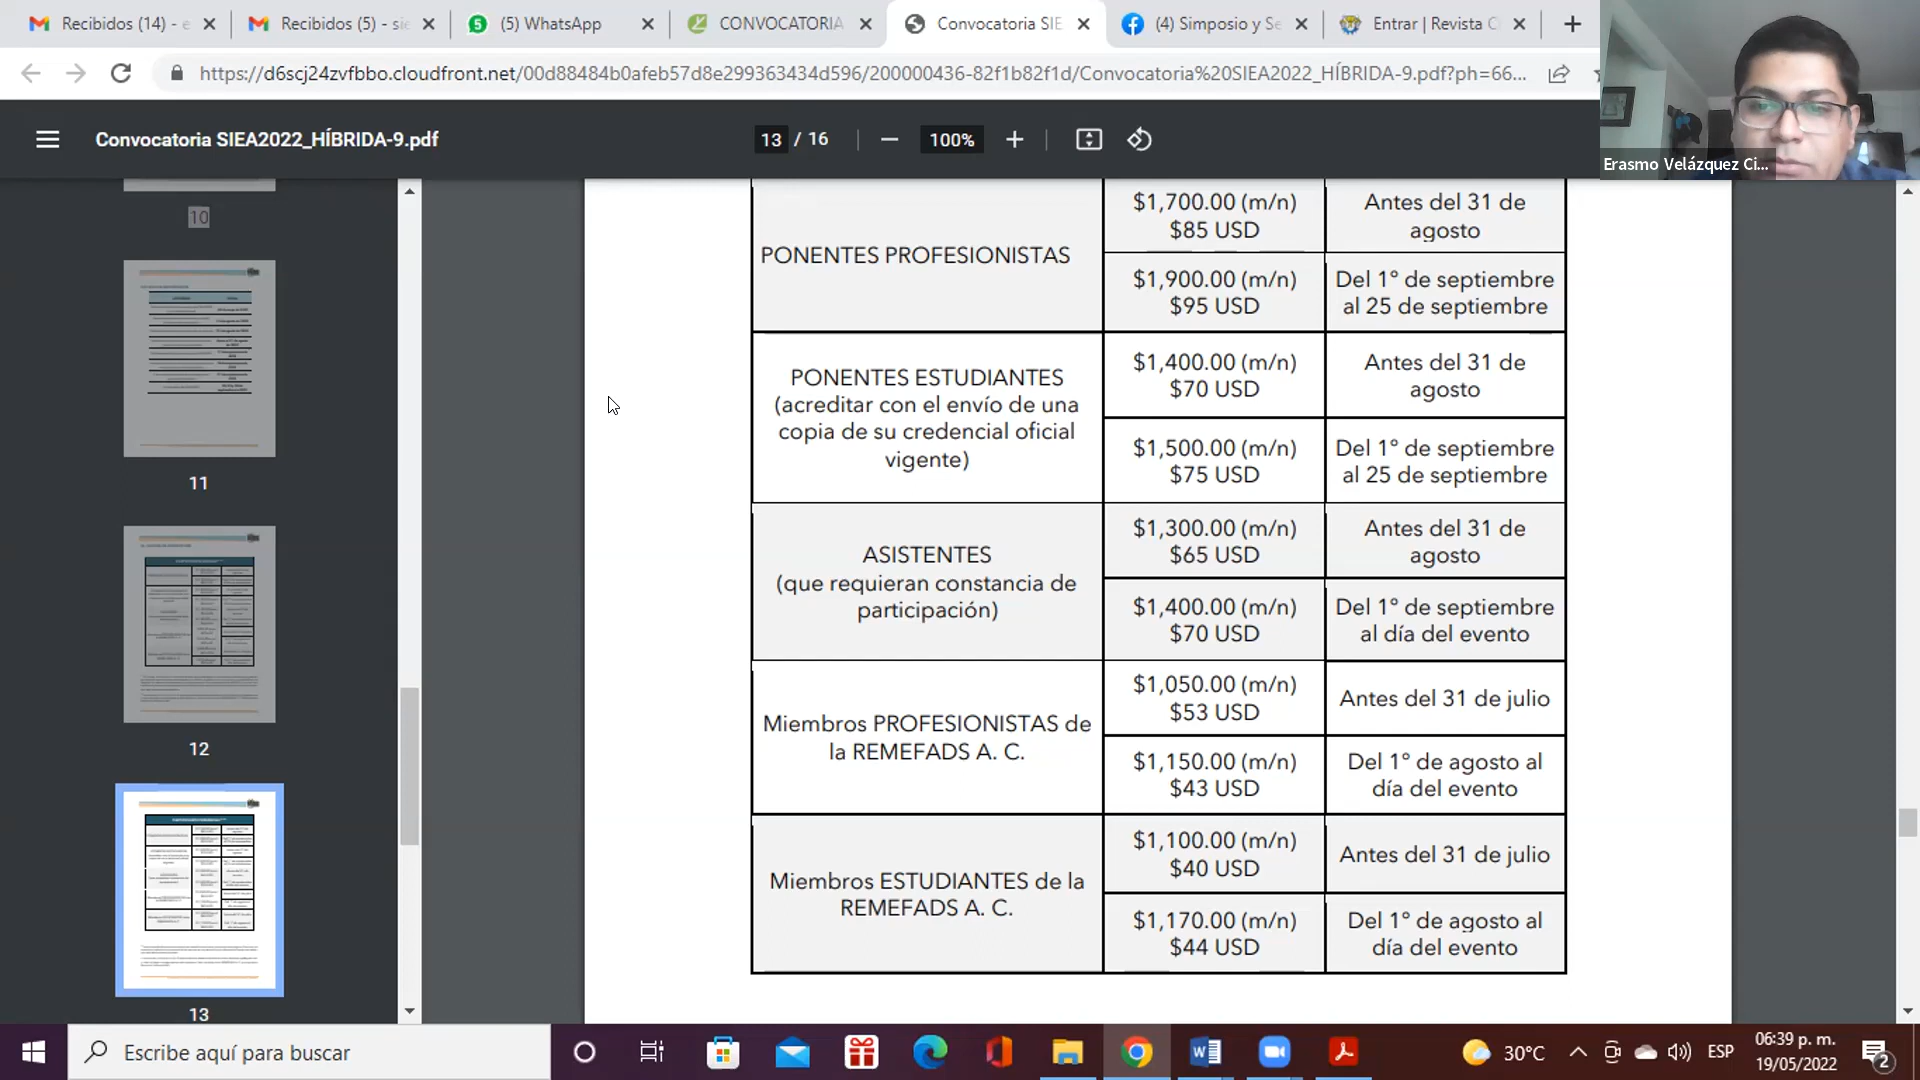 Recibidos (14) - e
Recibidos (5) - sie
(5) WhatsApp
CONVOCATORIA
Convocatoria SIE
(4) Simposio y Se
Entrar | Revista C
https://d6scj24zvfbbo.cloudfront.net/00d88484b0afeb57d8e299363434d596/200000436-82f1b82f1d/Convocatoria%20SIEA2022_HÍBRIDA-9.pdf?ph=66...
Convocatoria SIEA2022_HÍBRIDA-9.pdf
13 / 16
100%
Erasmo Velázquez Ci...
10
11
12
13
PONENTES PROFESIONISTAS
$1,700.00 (m/n)
$85 USD
Antes del 31 de
agosto
$1,900.00 (m/n)
$95 USD
Del 1° de septiembre
al 25 de septiembre
PONENTES ESTUDIANTES
(acreditar con el envío de una
copia de su credencial oficial
vigente)
$1,400.00 (m/n)
$70 USD
Antes del 31 de
agosto
$1,500.00 (m/n)
$75 USD
Del 1° de septiembre
al 25 de septiembre
ASISTENTES
(que requieran constancia de
participación)
$1,300.00 (m/n)
$65 USD
Antes del 31 de
agosto
$1,400.00 (m/n)
$70 USD
Del 1° de septiembre
al día del evento
Miembros PROFESIONISTAS de
la REMEFADS A. C.
$1,050.00 (m/n)
$53 USD
Antes del 31 de julio
$1,150.00 (m/n)
$43 USD
Del 1° de agosto al
día del evento
Miembros ESTUDIANTES de la
REMEFADS A. C.
$1,100.00 (m/n)
$40 USD
Antes del 31 de julio
$1,170.00 (m/n)
$44 USD
Del 1° de agosto al
día del evento
Escribe aquí para buscar
30°C
ESP
06:39 p. m.
19/05/2022
2